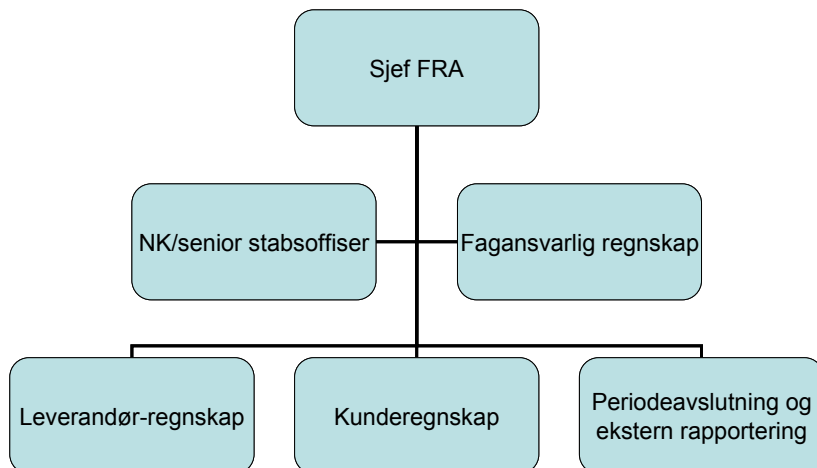 Sjef FRA
NK/senior stabsoffiser
Fagansvarlig regnskap
Leverandør-regnskap
Kunderegnskap
Periodeavslutning og
ekstern rapportering